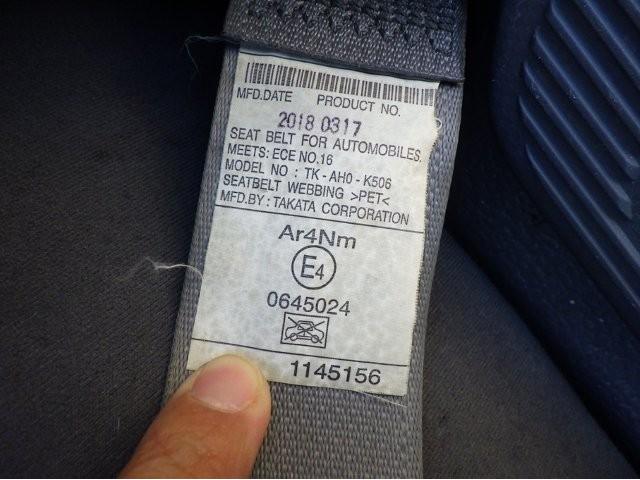 MFD.DATE PRODUCT NO.
2018 0317
SEAT BELT FOR AUTOMOBILES.
MEETS: ECE NO.16
MODEL NO : TK-AH0-K506
SEATBELT WEBBING >PET<
MFD.BY: TAKATA CORPORATION
Ar4Nm
E4
0645024
1145156